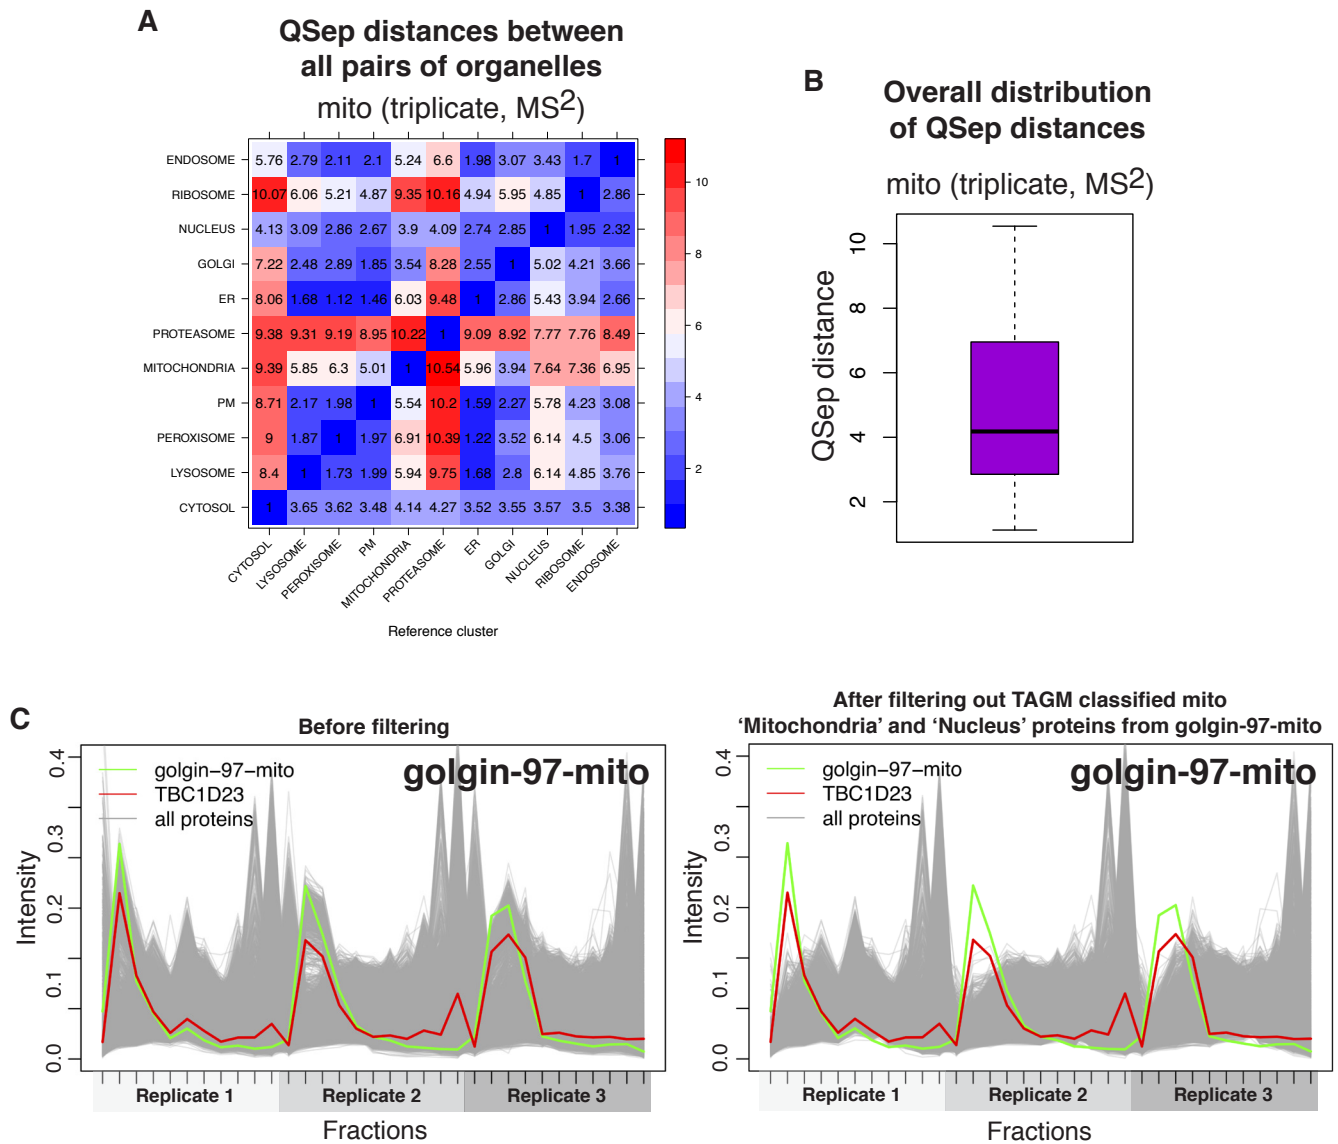 A
QSep distances between
all pairs of organelles
mito (triplicate, MS2)
ENDOSOME 5.76 2.79 2.11 2.1 5.24 6.6 1.98 3.07 3.43 1.7 1
RIBOSOME 10.07 6.06 5.21 4.87 9.35 10.16 4.94 5.95 4.85 1 2.86
NUCLEUS 4.13 3.09 2.86 2.67 3.9 4.09 2.74 2.85 1 1.95 2.32
GOLGI 7.22 2.48 2.89 1.85 3.54 8.28 2.55 1 5.02 4.21 3.66
ER 8.06 1.68 1.12 1.46 6.03 9.48 1 2.86 5.43 3.94 2.66
PROTEASOME 9.38 9.31 9.19 8.95 10.22 1 9.09 8.92 7.77 7.76 8.49
MITOCHONDRIA 9.39 5.85 6.3 5.01 1 10.54 5.96 3.94 7.64 7.36 6.95
PM 8.71 2.17 1.98 1 5.54 10.2 1.59 2.27 5.78 4.23 3.08
PEROXISOME 9 1.87 1 1.97 6.91 10.39 1.22 3.52 6.14 4.5 3.06
LYSOSOME 8.4 1 1.73 1.99 5.94 9.75 1.68 2.8 6.14 4.85 3.76
CYTOSOL 1 3.65 3.62 3.48 4.14 4.27 3.52 3.55 3.57 3.5 3.38
CYTOSOL LYSOSOME PEROXISOME PM MITOCHONDRIA PROTEASOME ER GOLGI NUCLEUS RIBOSOME ENDOSOME
Reference cluster
10
8
6
4
2
B
Overall distribution
of QSep distances
mito (triplicate, MS2)
QSep distance
10
8
6
4
2
C
Before filtering
golgin-97-mito
golgin-97-mito
TBC1D23
all proteins
Intensity
0.4
0.3
0.2
0.1
0.0
Replicate 1 Replicate 2 Replicate 3
Fractions
After filtering out TAGM classified mito
‘Mitochondria’ and ‘Nucleus’ proteins from golgin-97-mito
golgin-97-mito
golgin-97-mito
TBC1D23
all proteins
Intensity
0.4
0.3
0.2
0.1
0.0
Replicate 1 Replicate 2 Replicate 3
Fractions